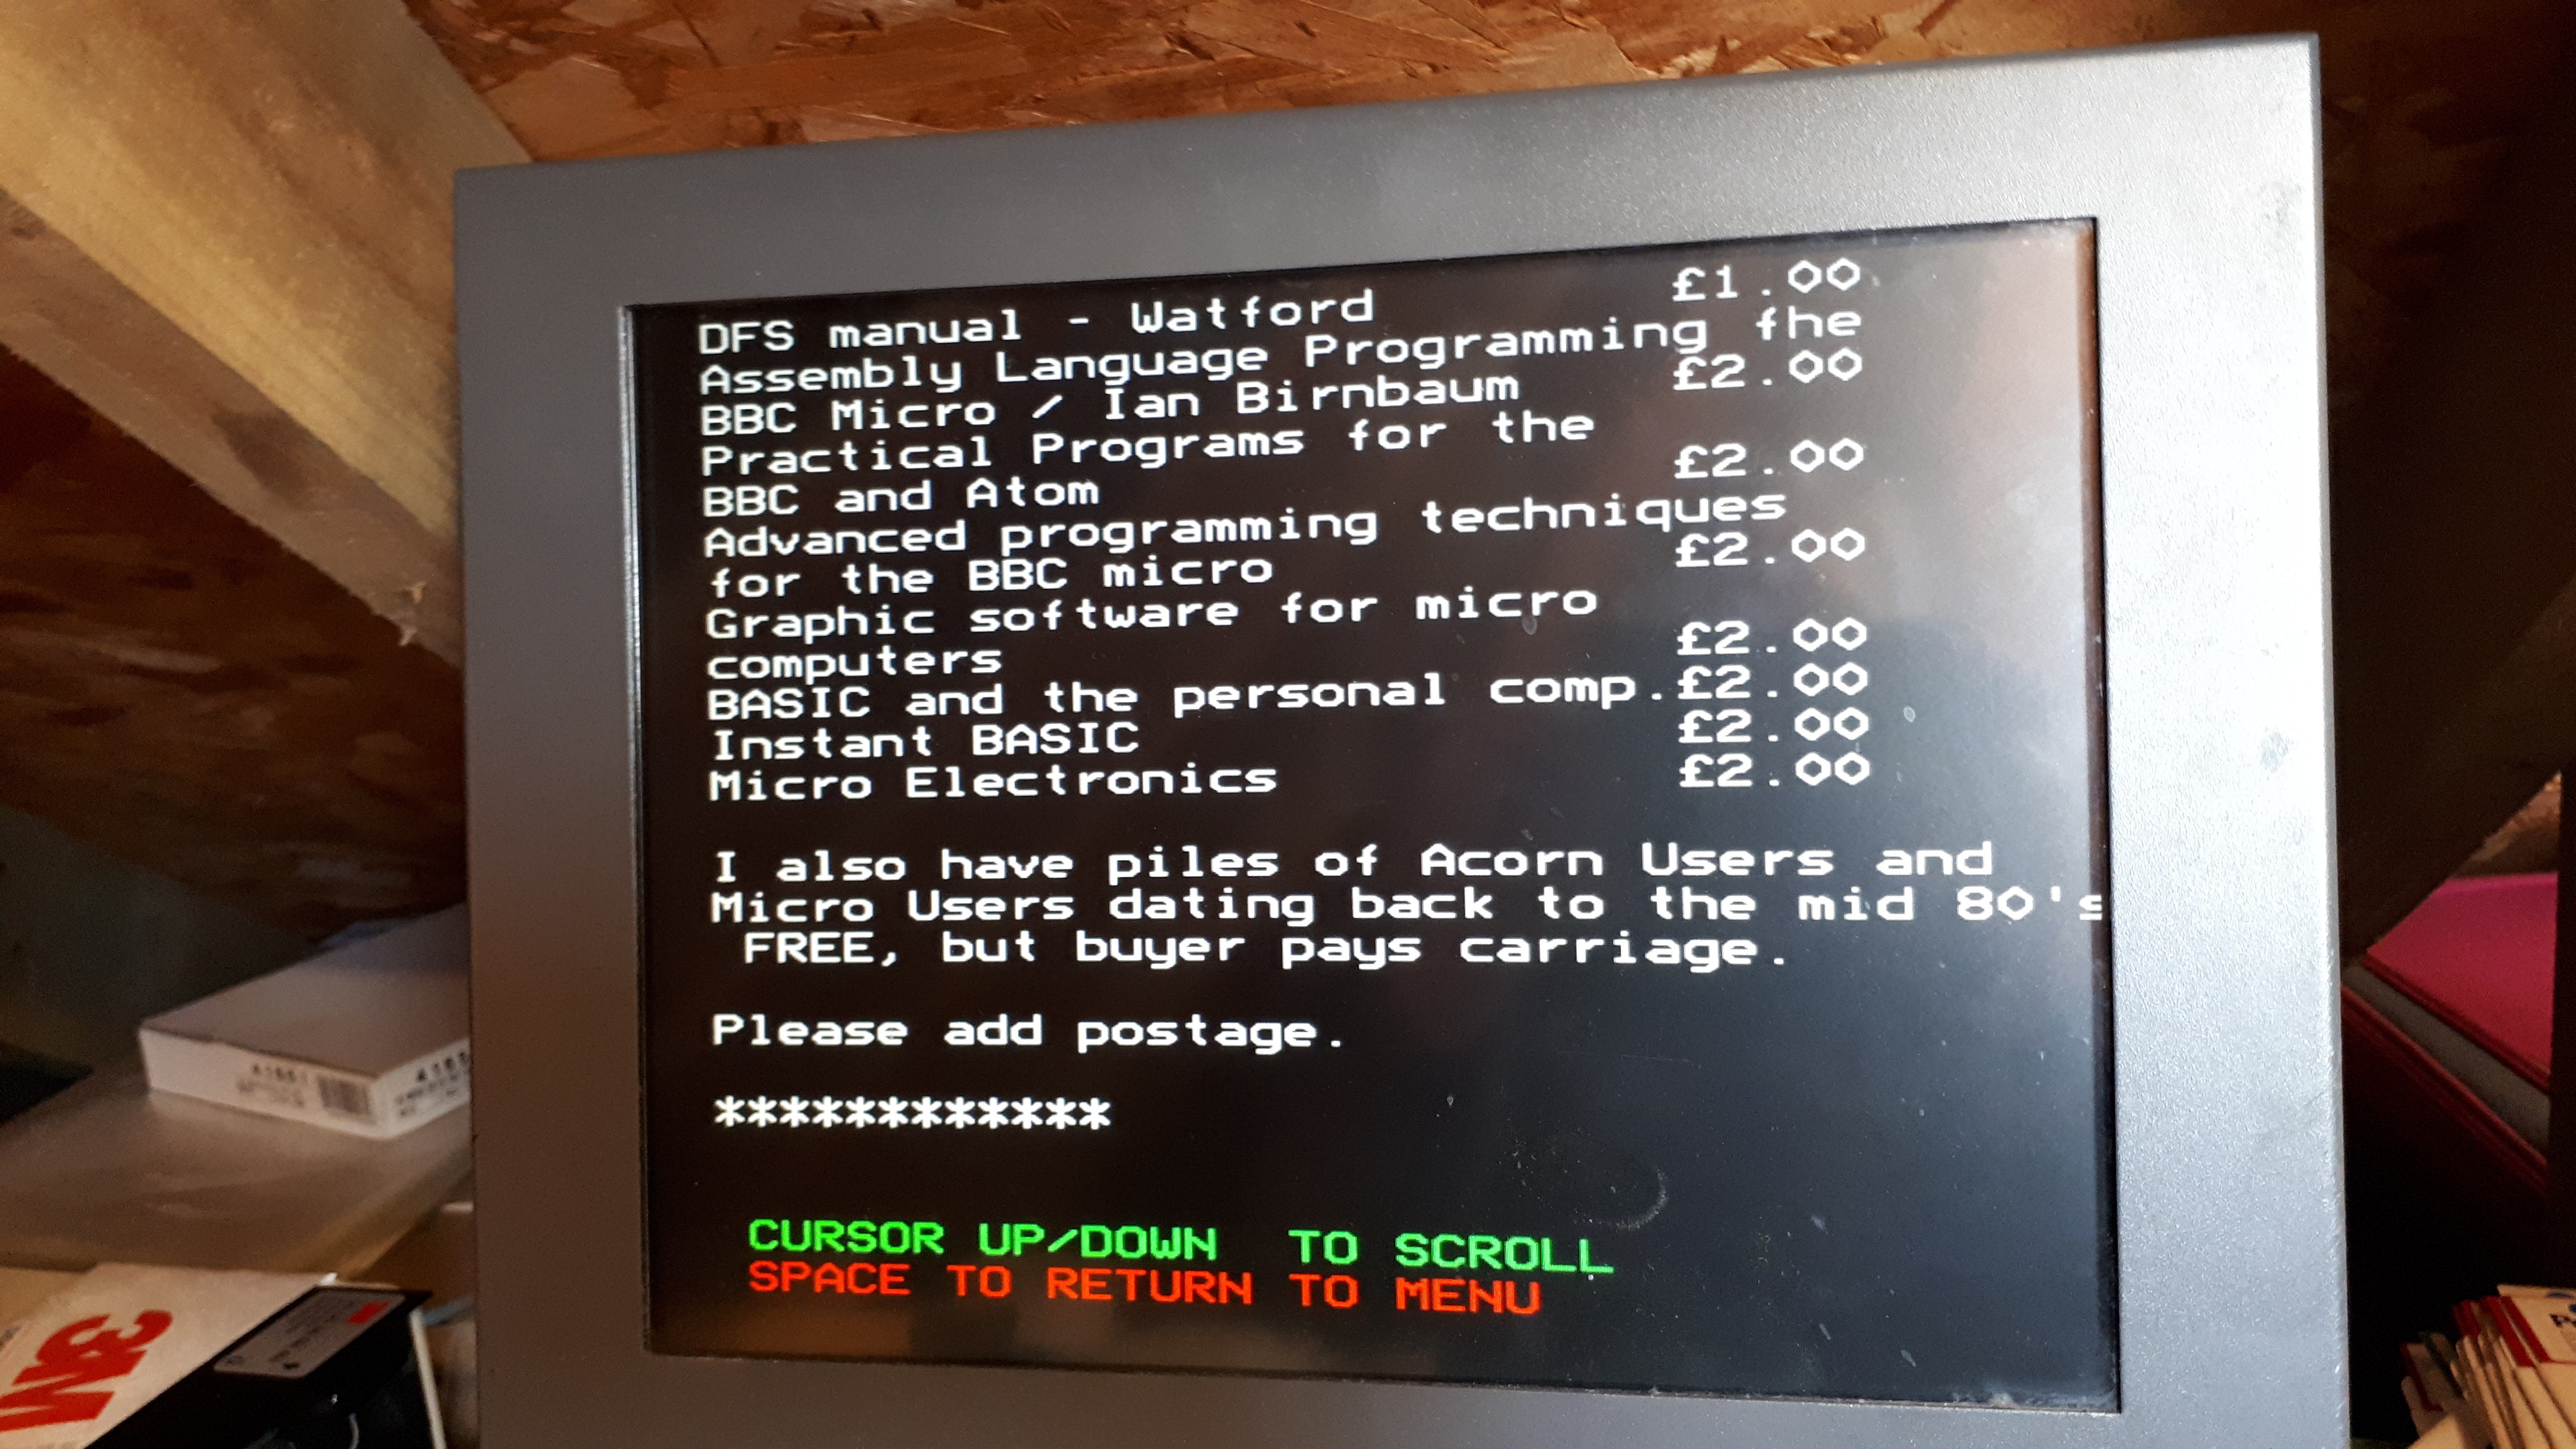 DFS manual - Watford £1.00
Assembly Language Programming fhe
BBC Micro / Ian Birnbaum £2.00
Practical Programs for the
BBC and Atom £2.00
Advanced programming techniques
for the BBC micro £2.00
Graphic software for micro
computers £2.00
BASIC and the personal comp.£2.00
Instant BASIC £2.00
Micro Electronics £2.00
I also have piles of Acorn Users and
Micro Users dating back to the mid 80's
FREE, but buyer pays carriage.
Please add postage.
************
CURSOR UP/DOWN TO SCROLL
SPACE TO RETURN TO MENU
3M